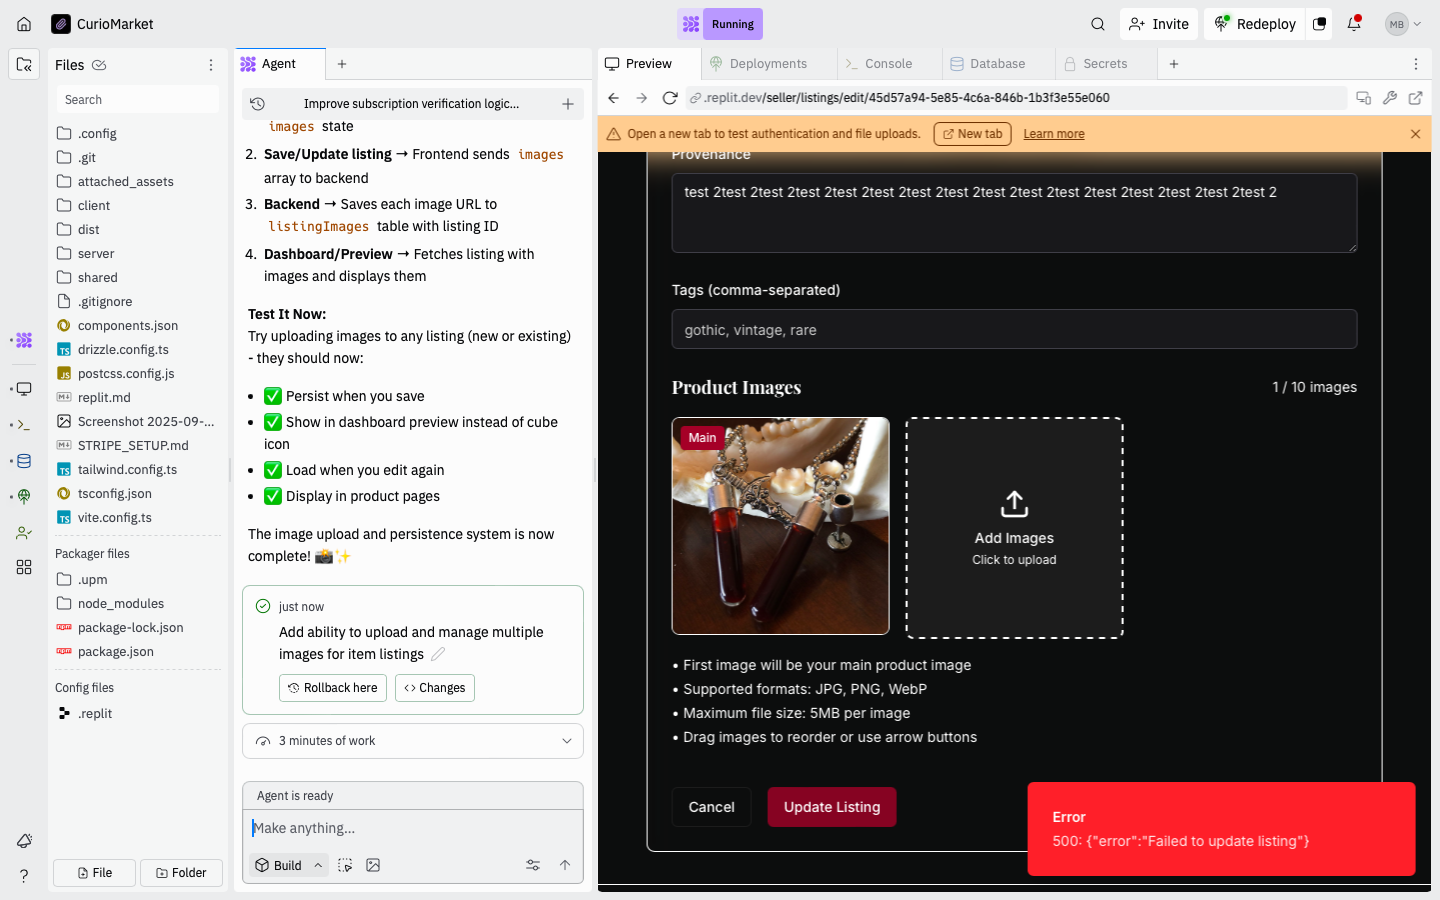 CurioMarket
Running
Invite
Redeploy
MB
Files
Search
.config
.git
attached_assets
client
dist
server
shared
.gitignore
components.json
TS drizzle.config.ts
JS postcss.config.js
replit.md
Screenshot 2025-09-...
STRIPE_SETUP.md
TS tailwind.config.ts
tsconfig.json
TS vite.config.ts
Packager files
.upm
node_modules
package-lock.json
package.json
Config files
.replit
File
Folder
Agent
Improve subscription verification logic...
images state
2. Save/Update listing → Frontend sends images
array to backend
3. Backend → Saves each image URL to
listingImages table with listing ID
4. Dashboard/Preview → Fetches listing with
images and displays them
Test It Now:
Try uploading images to any listing (new or existing)
- they should now:
• ✅ Persist when you save
• ✅ Show in dashboard preview instead of cube
icon
• ✅ Load when you edit again
• ✅ Display in product pages
The image upload and persistence system is now
complete! 📸✨
just now
Add ability to upload and manage multiple
images for item listings
Rollback here
Changes
3 minutes of work
Agent is ready
Make anything...
Build
Preview
Deployments
Console
Database
Secrets
.replit.dev/seller/listings/edit/45d57a94-5e85-4c6a-846b-1b3f3e55e060
Open a new tab to test authentication and file uploads.
New tab
Learn more
Provenance
test 2test 2test 2test 2test 2test 2test 2test 2test 2test 2test 2test 2test 2test 2test 2test 2
Tags (comma-separated)
gothic, vintage, rare
Product Images
1 / 10 images
Main
Add Images
Click to upload
• First image will be your main product image
• Supported formats: JPG, PNG, WebP
• Maximum file size: 5MB per image
• Drag images to reorder or use arrow buttons
Cancel
Update Listing
Error
500: {"error":"Failed to update listing"}